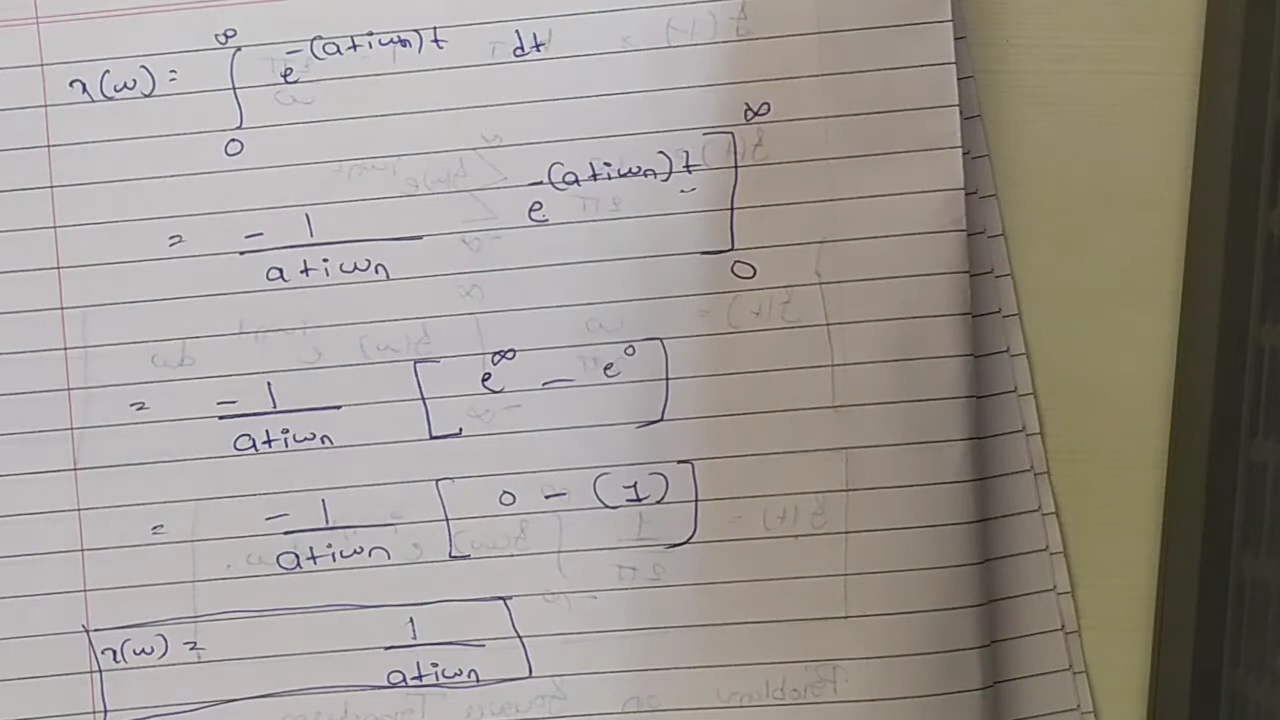 x(ω) = ∫₀^∞ e^-(a+iωn)t dt
= -1/(a+iωn) e^-(a+iωn)t ]₀^∞
= -1/(a+iωn) [ e^∞ - e^0 ]
= -1/(a+iωn) [ 0 - (1) ]
x(ω) = 1/(a+iωn)